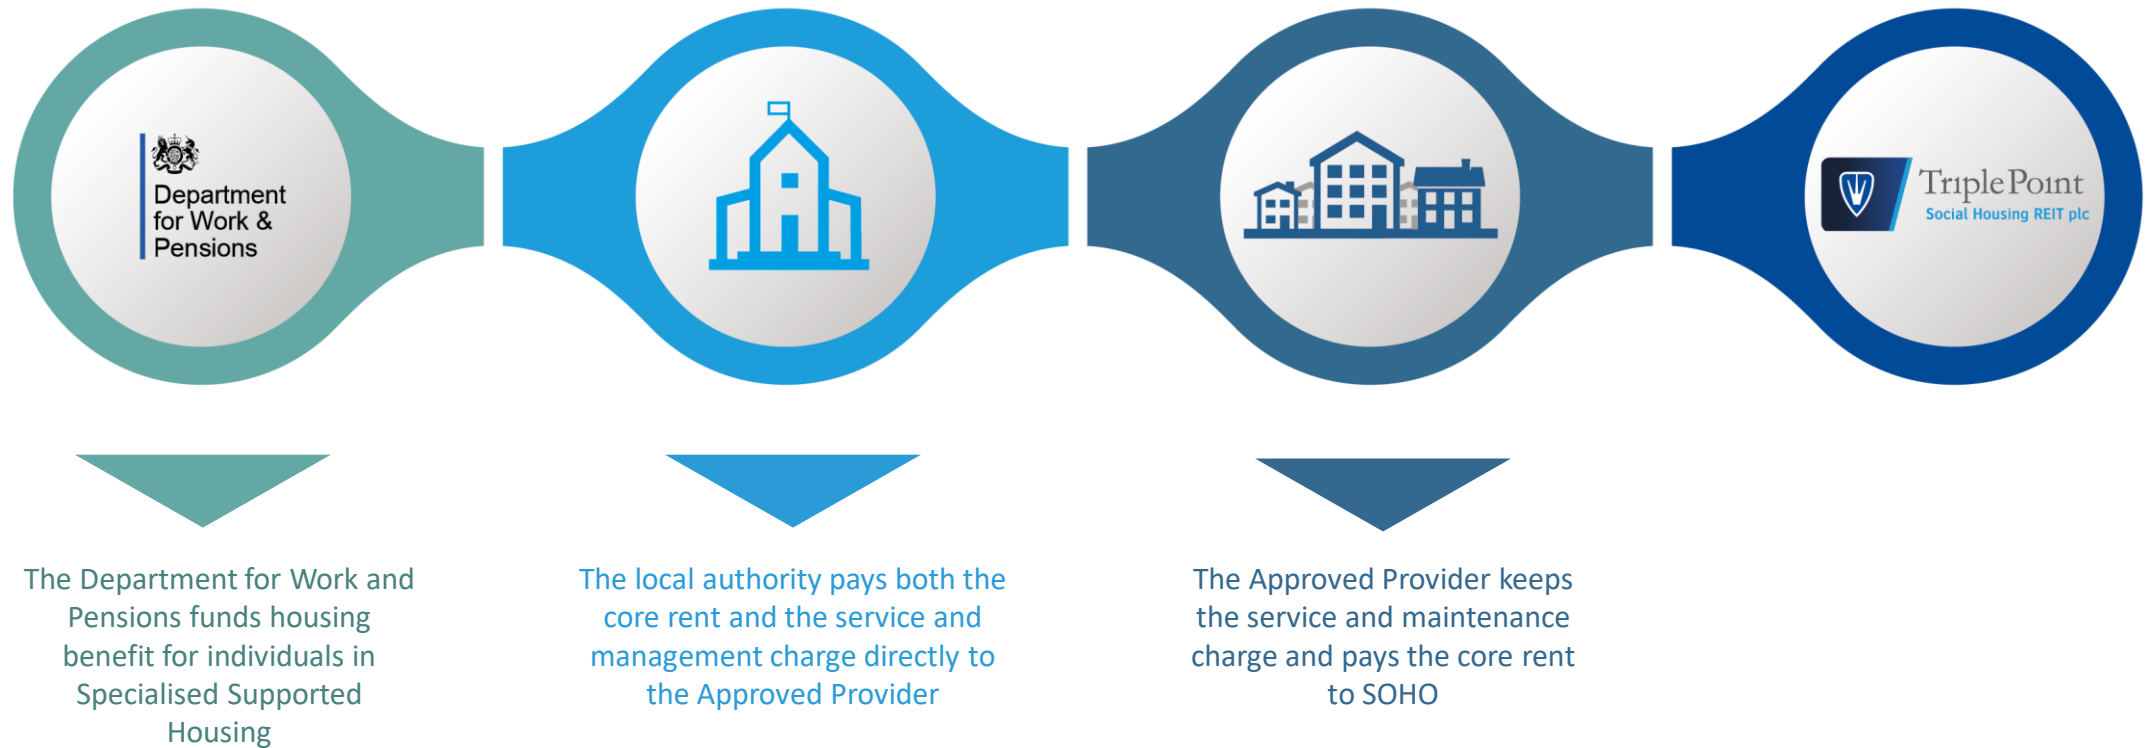 Department
for Work &
Pensions
Triple Point
Social Housing REIT plc
The Department for Work and
Pensions funds housing
benefit for individuals in
Specialised Supported
Housing
The local authority pays both the
core rent and the service and
management charge directly to
the Approved Provider
The Approved Provider keeps
the service and maintenance
charge and pays the core rent
to SOHO